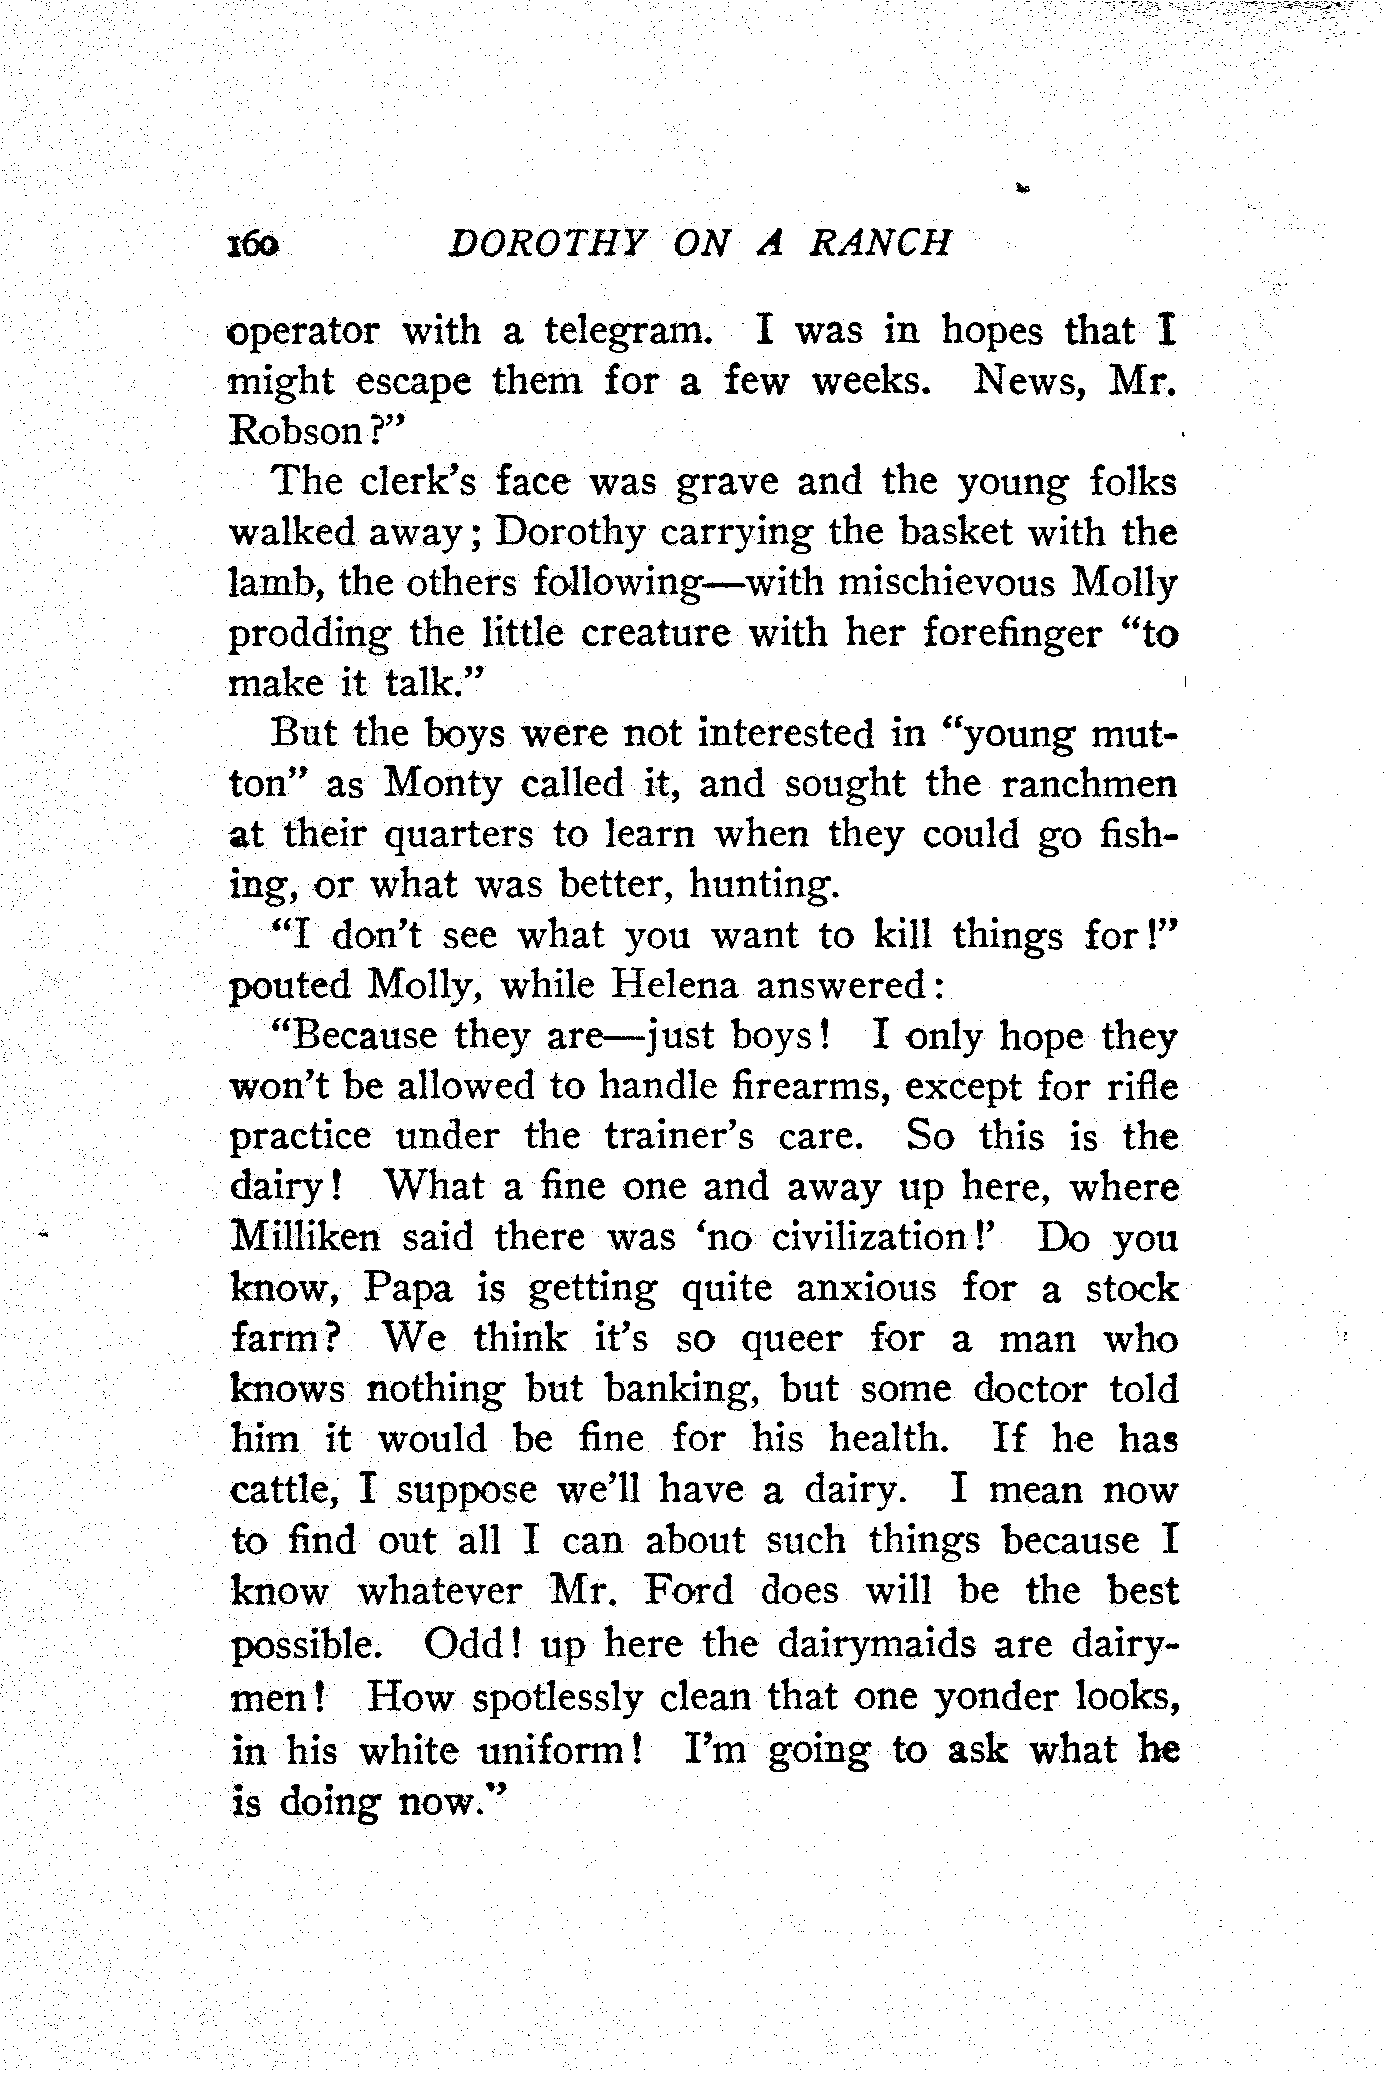 160 DOROTHY ON A RANCH
operator with a telegram. I was in hopes that I
might escape them for a few weeks. News, Mr.
Robson?”
The clerk’s face was grave and the young folks
walked away; Dorothy carrying the basket with the
lamb, the others following—with mischievous Molly
prodding the little creature with her forefinger “to
make it talk.”
But the boys were not interested in “young mut-
ton” as Monty called it, and sought the ranchmen
at their quarters to learn when they could go fish-
ing, or what was better, hunting.
“I don’t see what you want to kill things for!”
pouted Molly, while Helena answered:
“Because they are—just boys! I only hope they
won’t be allowed to handle firearms, except for rifle
practice under the trainer’s care. So this is the
dairy! What a fine one and away up here, where
Milliken said there was ‘no civilization!’ Do you
know, Papa is getting quite anxious for a stock
farm? We think it’s so queer for a man who
knows nothing but banking, but some doctor told
him it would be fine for his health. If he has
cattle, I suppose we’ll have a dairy. I mean now
to find out all I can about such things because I
know whatever Mr. Ford does will be the best
possible. Odd! up here the dairymaids are dairy-
men! How spotlessly clean that one yonder looks,
in his white uniform! I’m going to ask what he
is doing now.”